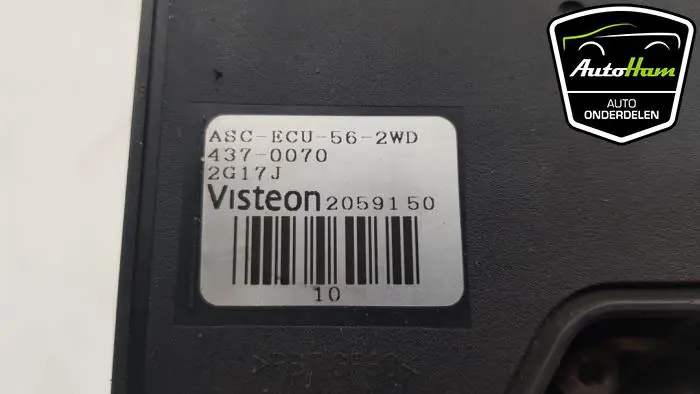 ASC-ECU-56-2WD
437-0070
2G17J
Visteon 2059150
10
AutoHam
AUTO
ONDERDELEN